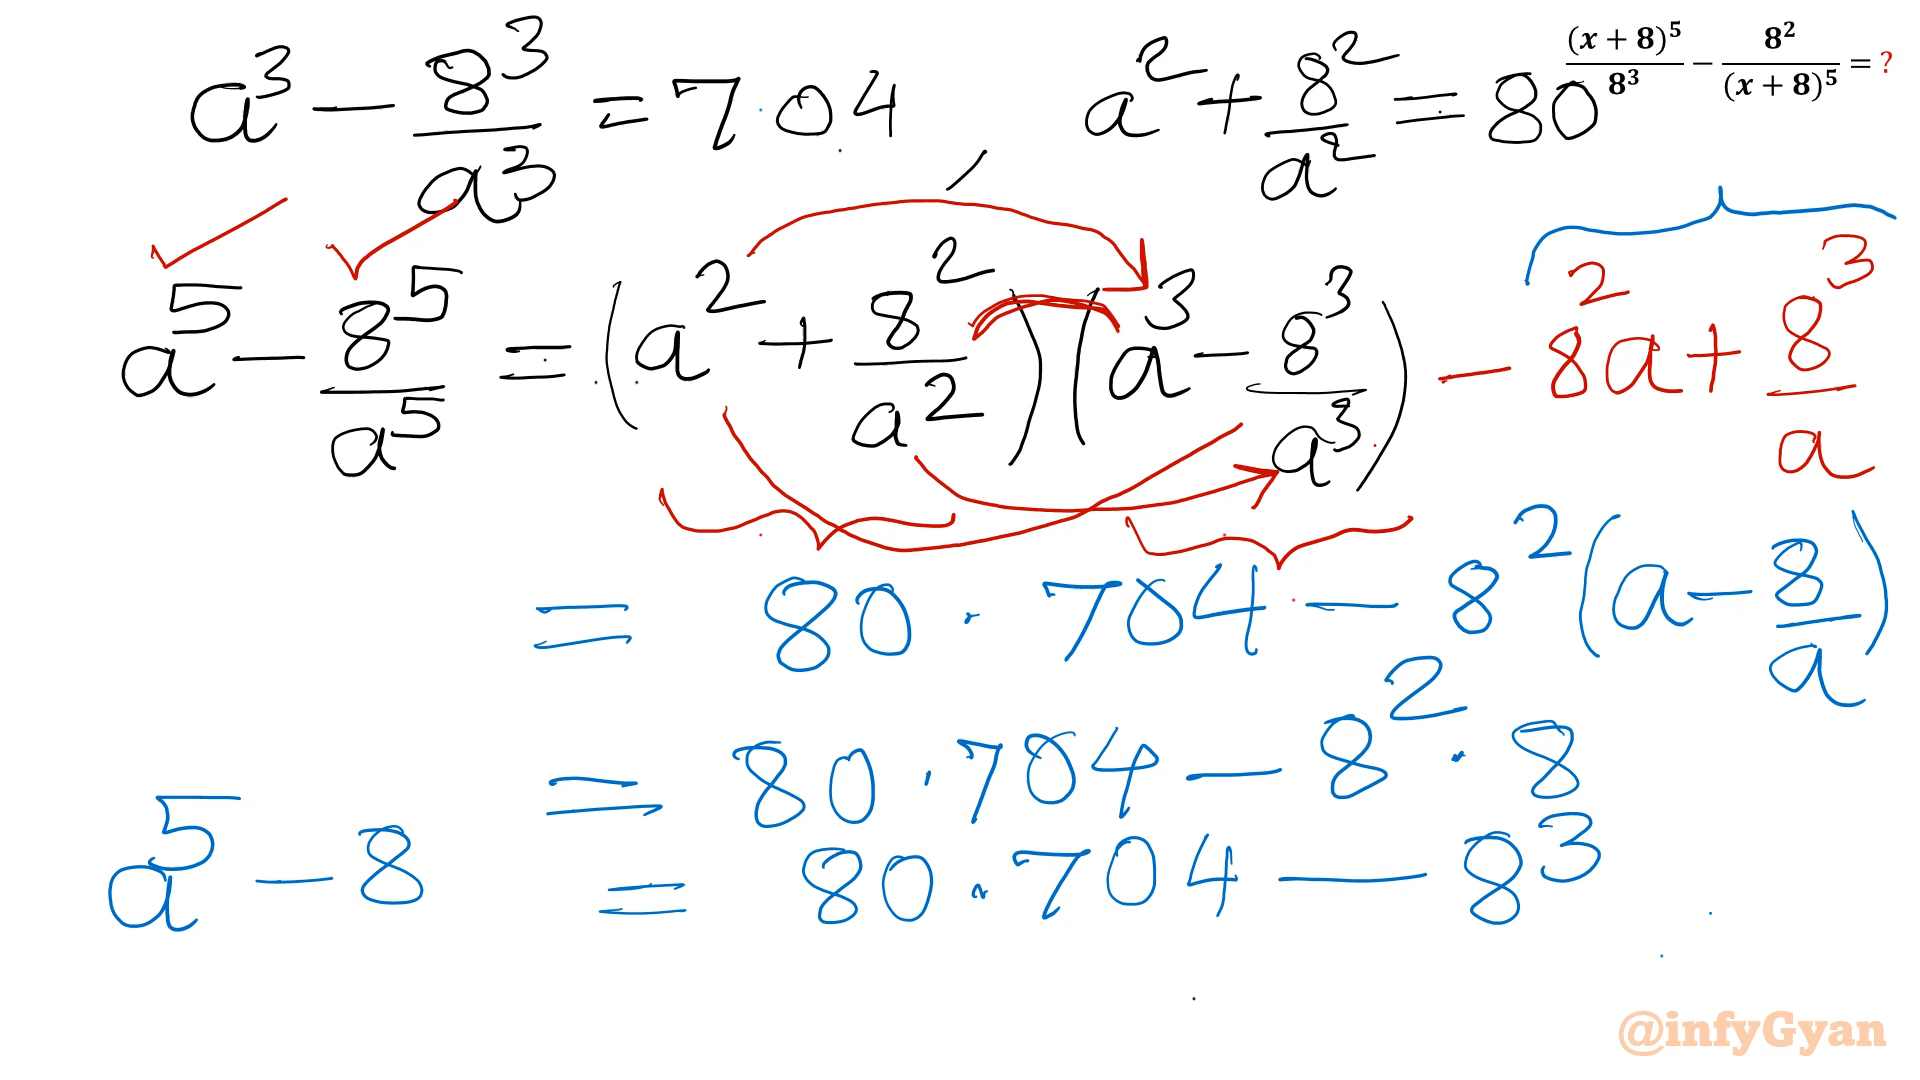 a³ − 8³/a³ = 704 , a² + 8²/a² = 80
(x + 8)⁵/8³ − 8²/(x + 8)⁵ = ?
a⁵ − 8⁵/a⁵ = (a² + 8²/a²)(a³ − 8³/a³) − 8²a + 8³/a
= 80 · 704 − 8²(a − 8/a)
= 80 · 704 − 8² · 8
a⁵ − 8 = 80 · 704 − 8³
@infyGyan